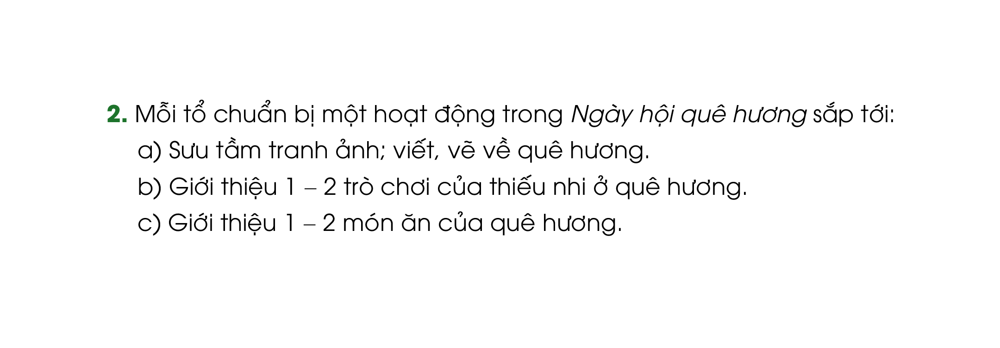 2. Mỗi tổ chuẩn bị một hoạt động trong Ngày hội quê hương sắp tới:
a) Sưu tầm tranh ảnh; viết, vẽ về quê hương.
b) Giới thiệu 1 – 2 trò chơi của thiếu nhi ở quê hương.
c) Giới thiệu 1 – 2 món ăn của quê hương.